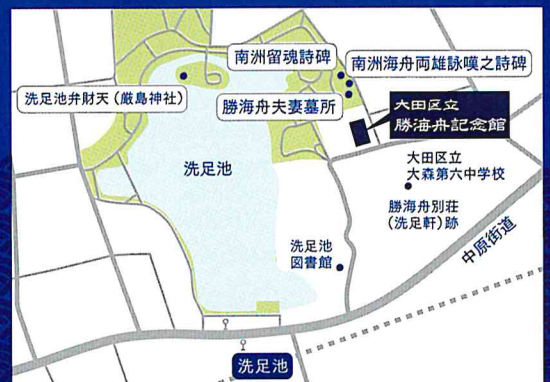 南洲留魂詩碑
南洲海舟両雄詠嘆之詩碑
洗足池弁財天(厳島神社)
勝海舟夫妻墓所
大田区立
勝海舟記念館
洗足池
大田区立
大森第六中学校
勝海舟別荘
(洗足軒)跡
中原街道
洗足池
図書館
洗足池